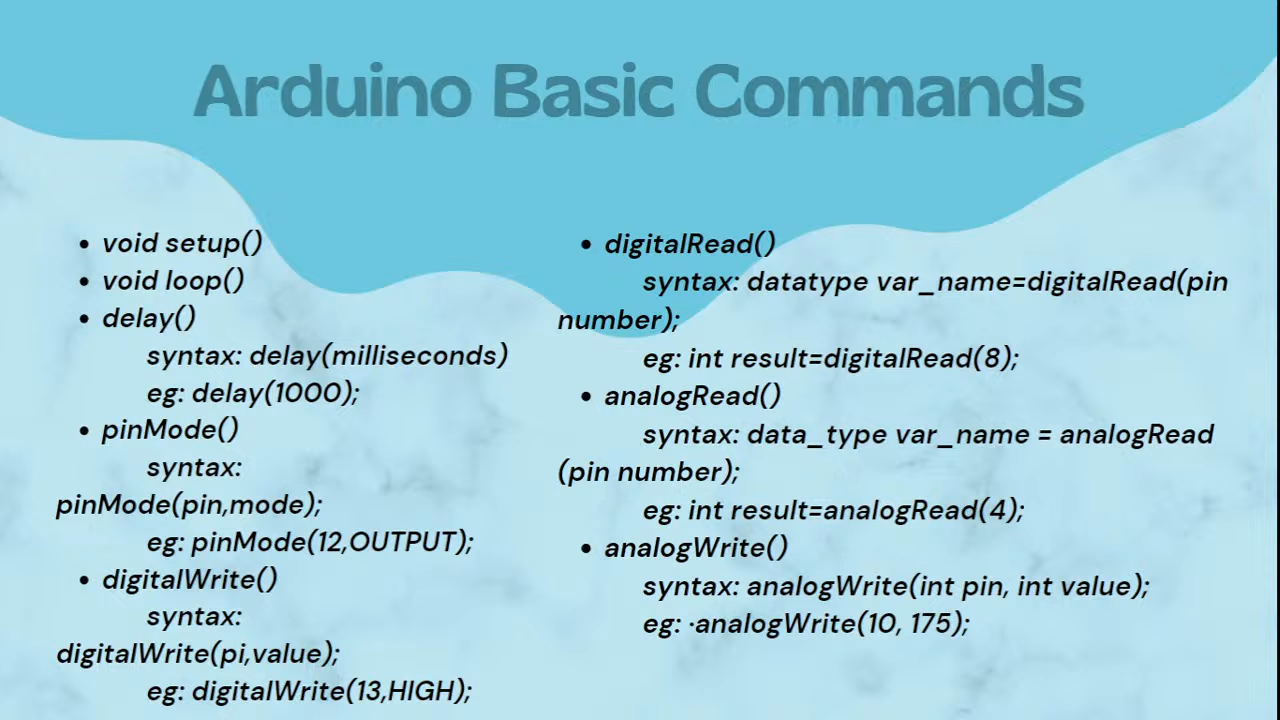 Arduino Basic Commands
• void setup()
• void loop()
• delay()
syntax: delay(milliseconds)
eg: delay(1000);
• pinMode()
syntax:
pinMode(pin,mode);
eg: pinMode(12,OUTPUT);
• digitalWrite()
syntax:
digitalWrite(pi,value);
eg: digitalWrite(13,HIGH);
• digitalRead()
syntax: datatype var_name=digitalRead(pin
number);
eg: int result=digitalRead(8);
• analogRead()
syntax: data_type var_name = analogRead
(pin number);
eg: int result=analogRead(4);
• analogWrite()
syntax: analogWrite(int pin, int value);
eg: ·analogWrite(10, 175);